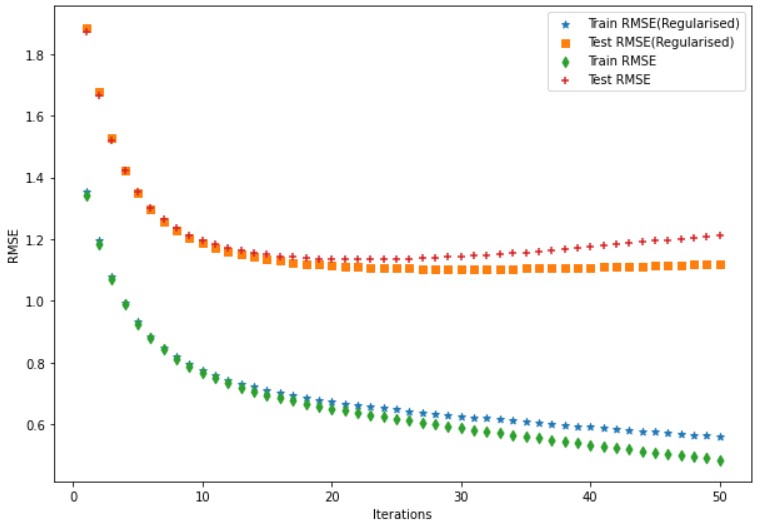 Train RMSE(Regularised)
Test RMSE(Regularised)
Train RMSE
Test RMSE
1.8
1.6
1.4
1.2
1.0
0.8
0.6
RMSE
0 10 20 30 40 50
Iterations